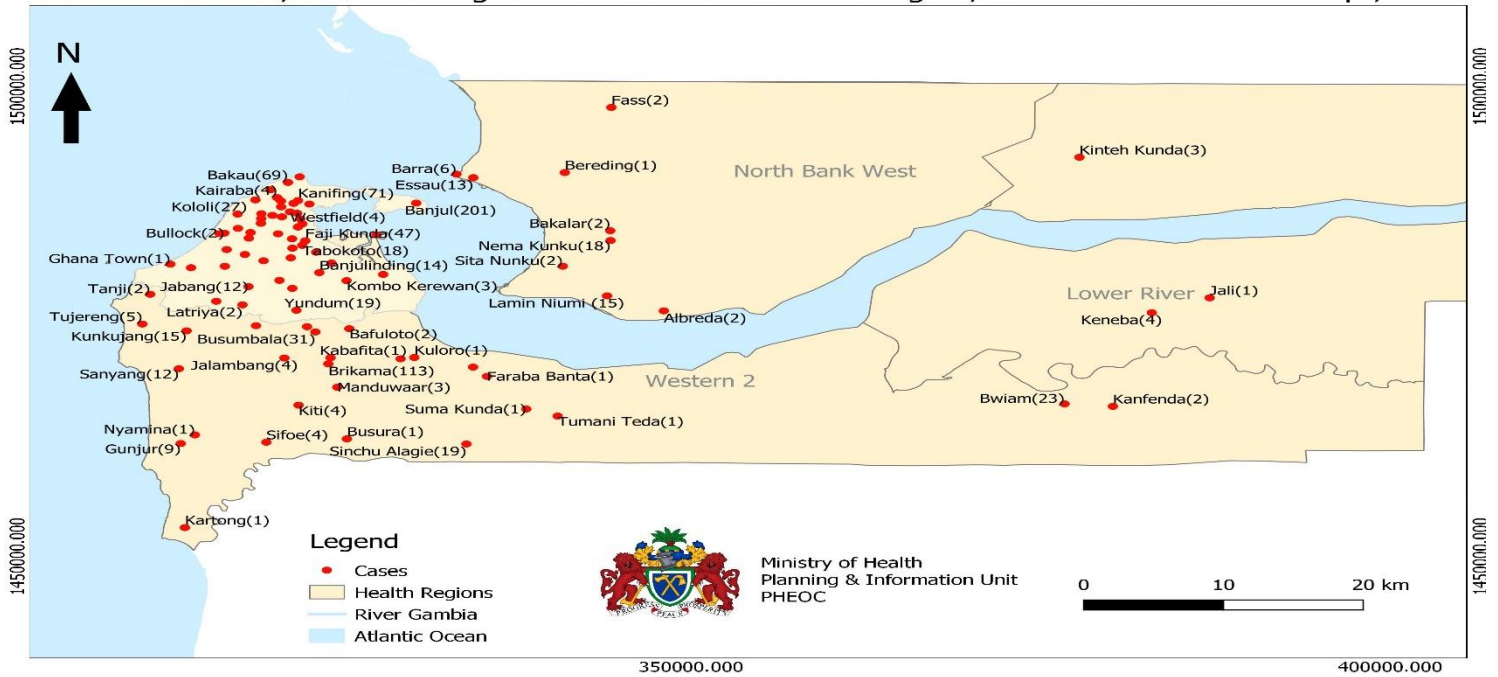 N
1500000.000
1500000.000
1450000.000
1450000.000
Fass(2)
Kinteh Kunda(3)
Bereding(1)
North Bank West
Barra(6)
Essau(13)
Bakau(69)
Kairaba(4)
Kanifing(71)
Kololi(27)
Banjul(201)
Westfield(4)
Bakalar(2)
Bullock(2)
Faji Kunda(47)
Nema Kunku(18)
Tabokoto(18)
Ghana Town(1)
Banjulinding(14)
Sita Nunku(2)
Tanji(2)
Jabang(12)
Kombo Kerewan(3)
Lamin Niumi (15)
Jali(1)
Lower River
Yundum(19)
Latriya(2)
Albreda(2)
Keneba(4)
Tujereng(5)
Kunkujang(15)
Busumbala(31)
Bafuloto(2)
Kabafita(1)
Kuloro(1)
Sanyang(12)
Jalambang(4)
Brikama(113)
Faraba Banta(1)
Western 2
Manduwaar(3)
Bwiam(23)
Kanfenda(2)
Kiti(4)
Suma Kunda(1)
Tumani Teda(1)
Nyamina(1)
Gunjur(9)
Sifoe(4)
Busura(1)
Sinchu Alagie(19)
Kartong(1)
Legend
Cases
Health Regions
River Gambia
Atlantic Ocean
PROGRESS PEACE PROSPERITY
Ministry of Health
Planning & Information Unit
PHEOC
0 10 20 km
350000.000
400000.000